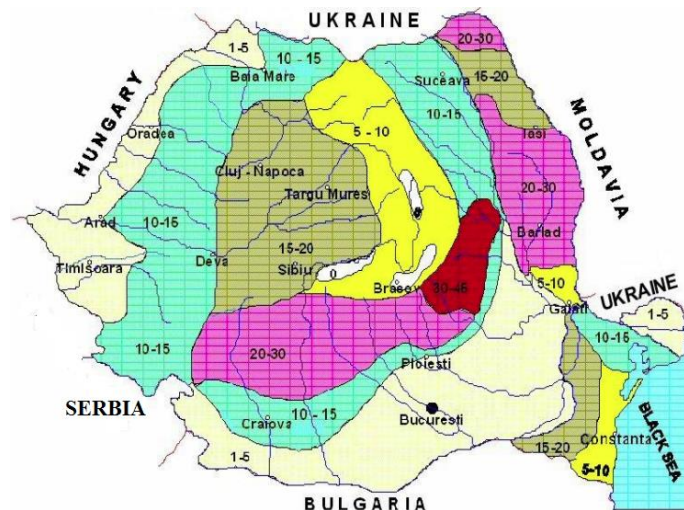 UKRAINE
20-30
1-5
10 - 15
Baia Mare
Suceava
15-20
HUNGARY
MOLDAVIA
10-15
5 - 10
Iasi
Oradea
Cluj - Napoca
Targu Mures
20-30
Arad
10-15
Barlad
15-20
Timisoara
Deva
Sibiu
0
Brasov
30-45
5-10
UKRAINE
Galati
1-5
10-15
20-30
10-15
Ploiesti
SERBIA
10 - 15
Bucuresti
Craiova
BLACK SEA
15-20
Constanta
1-5
5-10
BULGARIA